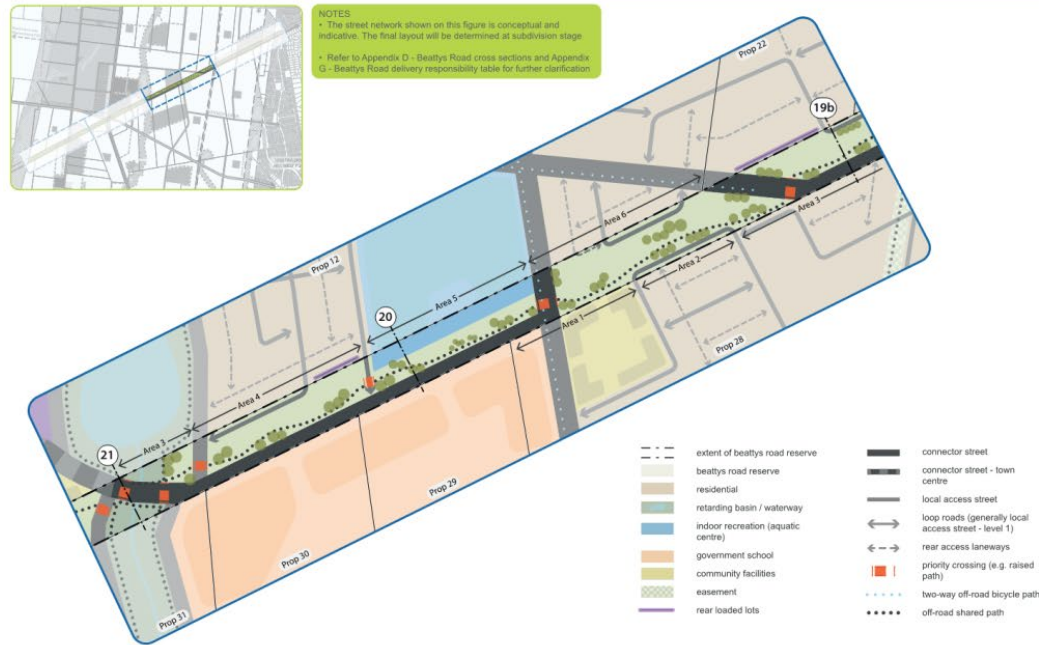 NOTES
• The street network shown on this figure is conceptual and
indicative. The final layout will be determined at subdivision stage
• Refer to Appendix D - Beattys Road cross sections and Appendix
G - Beattys Road delivery responsibility table for further clarification
Prop 22
19b
Area 6
Area 3
Prop 12
Area 5
Area 2
20
Area 1
Prop 28
Area 4
Area 3
21
Prop 29
Prop 30
Prop 31
extent of beattys road reserve
beattys road reserve
residential
retarding basin / waterway
indoor recreation (aquatic
centre)
government school
community facilities
easement
rear loaded lots
connector street
connector street - town
centre
local access street
loop roads (generally local
access street - level 1)
rear access laneways
priority crossing (e.g. raised
path)
two-way off-road bicycle path
off-road shared path